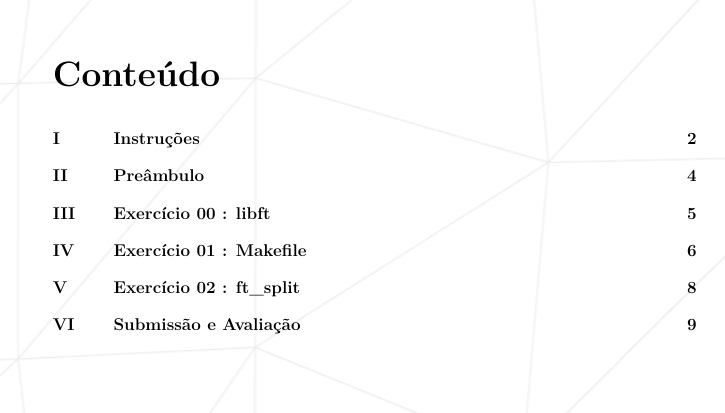 Conteúdo
I Instruções 2
II Preâmbulo 4
III Exercício 00 : libft 5
IV Exercício 01 : Makefile 6
V Exercício 02 : ft_split 8
VI Submissão e Avaliação 9